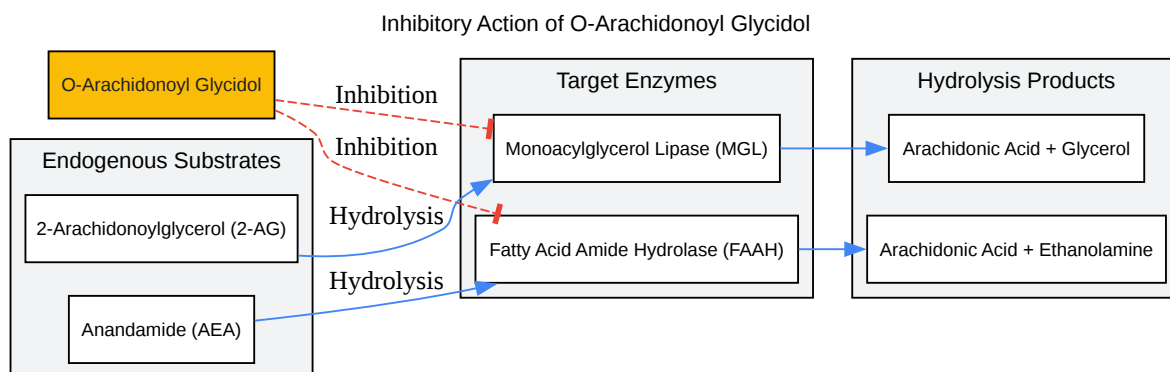 Inhibitory Action of O-Arachidonoyl Glycidol
O-Arachidonoyl Glycidol
Inhibition
Inhibition
Endogenous Substrates
2-Arachidonoylglycerol (2-AG)
Anandamide (AEA)
Hydrolysis
Hydrolysis
Target Enzymes
Monoacylglycerol Lipase (MGL)
Fatty Acid Amide Hydrolase (FAAH)
Hydrolysis Products
Arachidonic Acid + Glycerol
Arachidonic Acid + Ethanolamine